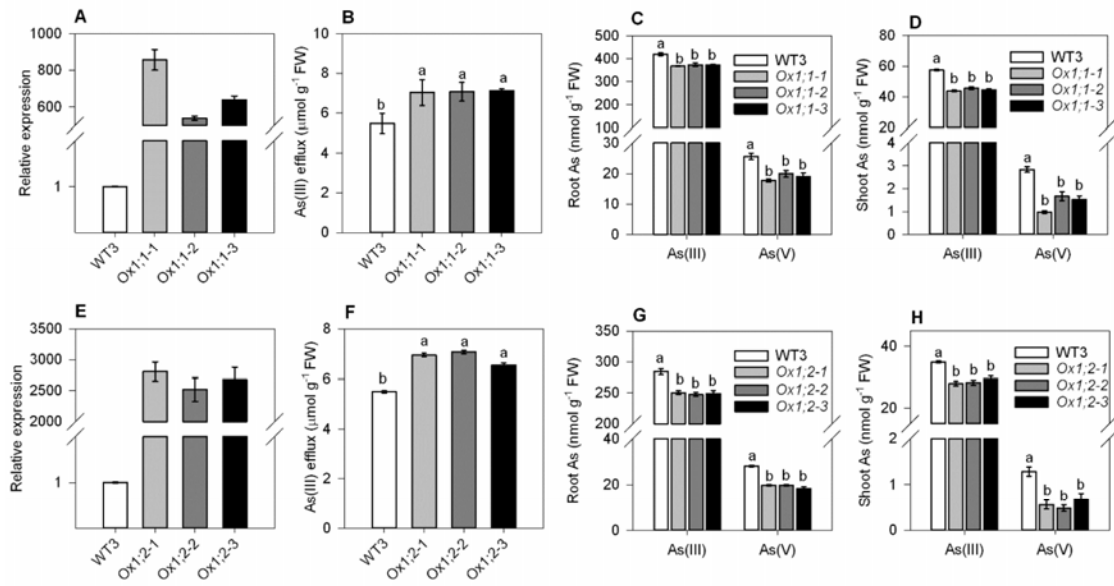 A
Relative expression
1000
800
600
1
WT3
Ox1;1-1
Ox1;1-2
Ox1;1-3
B
As(III) efflux (μmol g⁻¹ FW)
10
8
6
4
2
0
b
a
a
a
WT3
Ox1;1-1
Ox1;1-2
Ox1;1-3
C
Root As (nmol g⁻¹ FW)
500
400
300
200
100
30
20
10
0
WT3
Ox1;1-1
Ox1;1-2
Ox1;1-3
a
b b b
a
b b b
As(III)
As(V)
D
Shoot As (nmol g⁻¹ FW)
80
60
40
20
4
3
2
1
0
WT3
Ox1;1-1
Ox1;1-2
Ox1;1-3
a
b b b
a
b b b
As(III)
As(V)
E
Relative expression
3500
3000
2500
2000
1
WT3
Ox1;2-1
Ox1;2-2
Ox1;2-3
F
As(III) efflux (μmol g⁻¹ FW)
8
6
4
2
0
b
a
a
a
WT3
Ox1;2-1
Ox1;2-2
Ox1;2-3
G
Root As (nmol g⁻¹ FW)
350
300
250
200
40
20
0
WT3
Ox1;2-1
Ox1;2-2
Ox1;2-3
a
b b b
a
b b b
As(III)
As(V)
H
Shoot As (nmol g⁻¹ FW)
40
30
20
2
1
0
WT3
Ox1;2-1
Ox1;2-2
Ox1;2-3
a
b b b
a
b b b
As(III)
As(V)